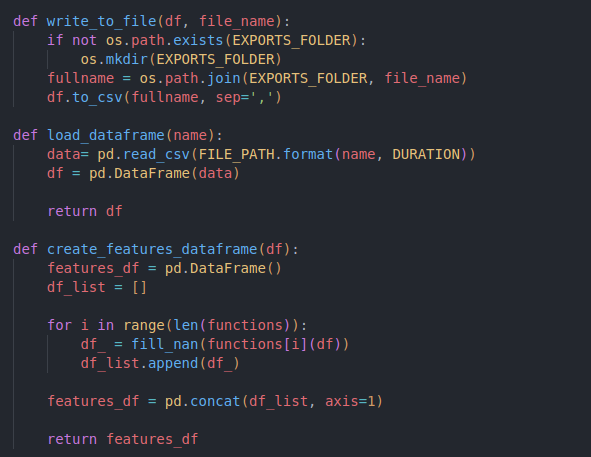 def write_to_file(df, file_name):
    if not os.path.exists(EXPORTS_FOLDER):
        os.mkdir(EXPORTS_FOLDER)
    fullname = os.path.join(EXPORTS_FOLDER, file_name)
    df.to_csv(fullname, sep=',')

def load_dataframe(name):
    data= pd.read_csv(FILE_PATH.format(name, DURATION))
    df = pd.DataFrame(data)

    return df

def create_features_dataframe(df):
    features_df = pd.DataFrame()
    df_list = []

    for i in range(len(functions)):
        df_ = fill_nan(functions[i](df))
        df_list.append(df_)

    features_df = pd.concat(df_list, axis=1)

    return features_df